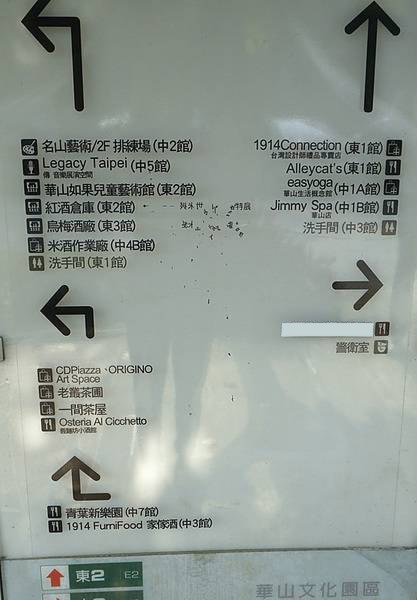 名山藝術/2F 排練場 (中2館)
Legacy Taipei (中5館)
傳 音樂展演空間
華山如果兒童藝術館 (東2館)
紅酒倉庫 (東2館)
烏梅酒廠 (東3館)
米酒作業廠 (中4B館)
洗手間 (東1館)
1914Connection (東1館)
台灣設計師禮品專賣店
Alleycat's (東1館)
easyoga (中1A館)
華山生活概念館
Jimmy Spa (中1B館)
華山店
洗手間 (中3館)
警衛室
CDPiazza、ORIGINO
Art Space
老叢茶圃
一間茶屋
Osteria Al Cicchetto
青葉新樂園 (中7館)
1914 FurniFood 家傢酒 (中3館)
東2 E2
華山文化園區